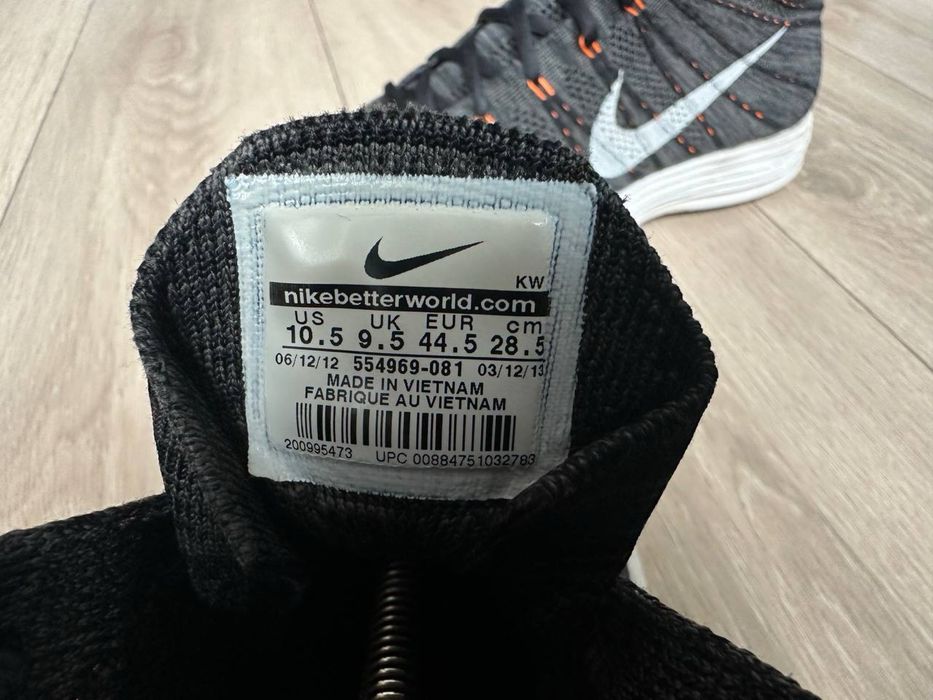 KW
nikebetterworld.com
US UK EUR cm
10.5 9.5 44.5 28.5
06/12/12 554969-081 03/12/13
MADE IN VIETNAM
FABRIQUE AU VIETNAM
200995473 UPC 00884751032783